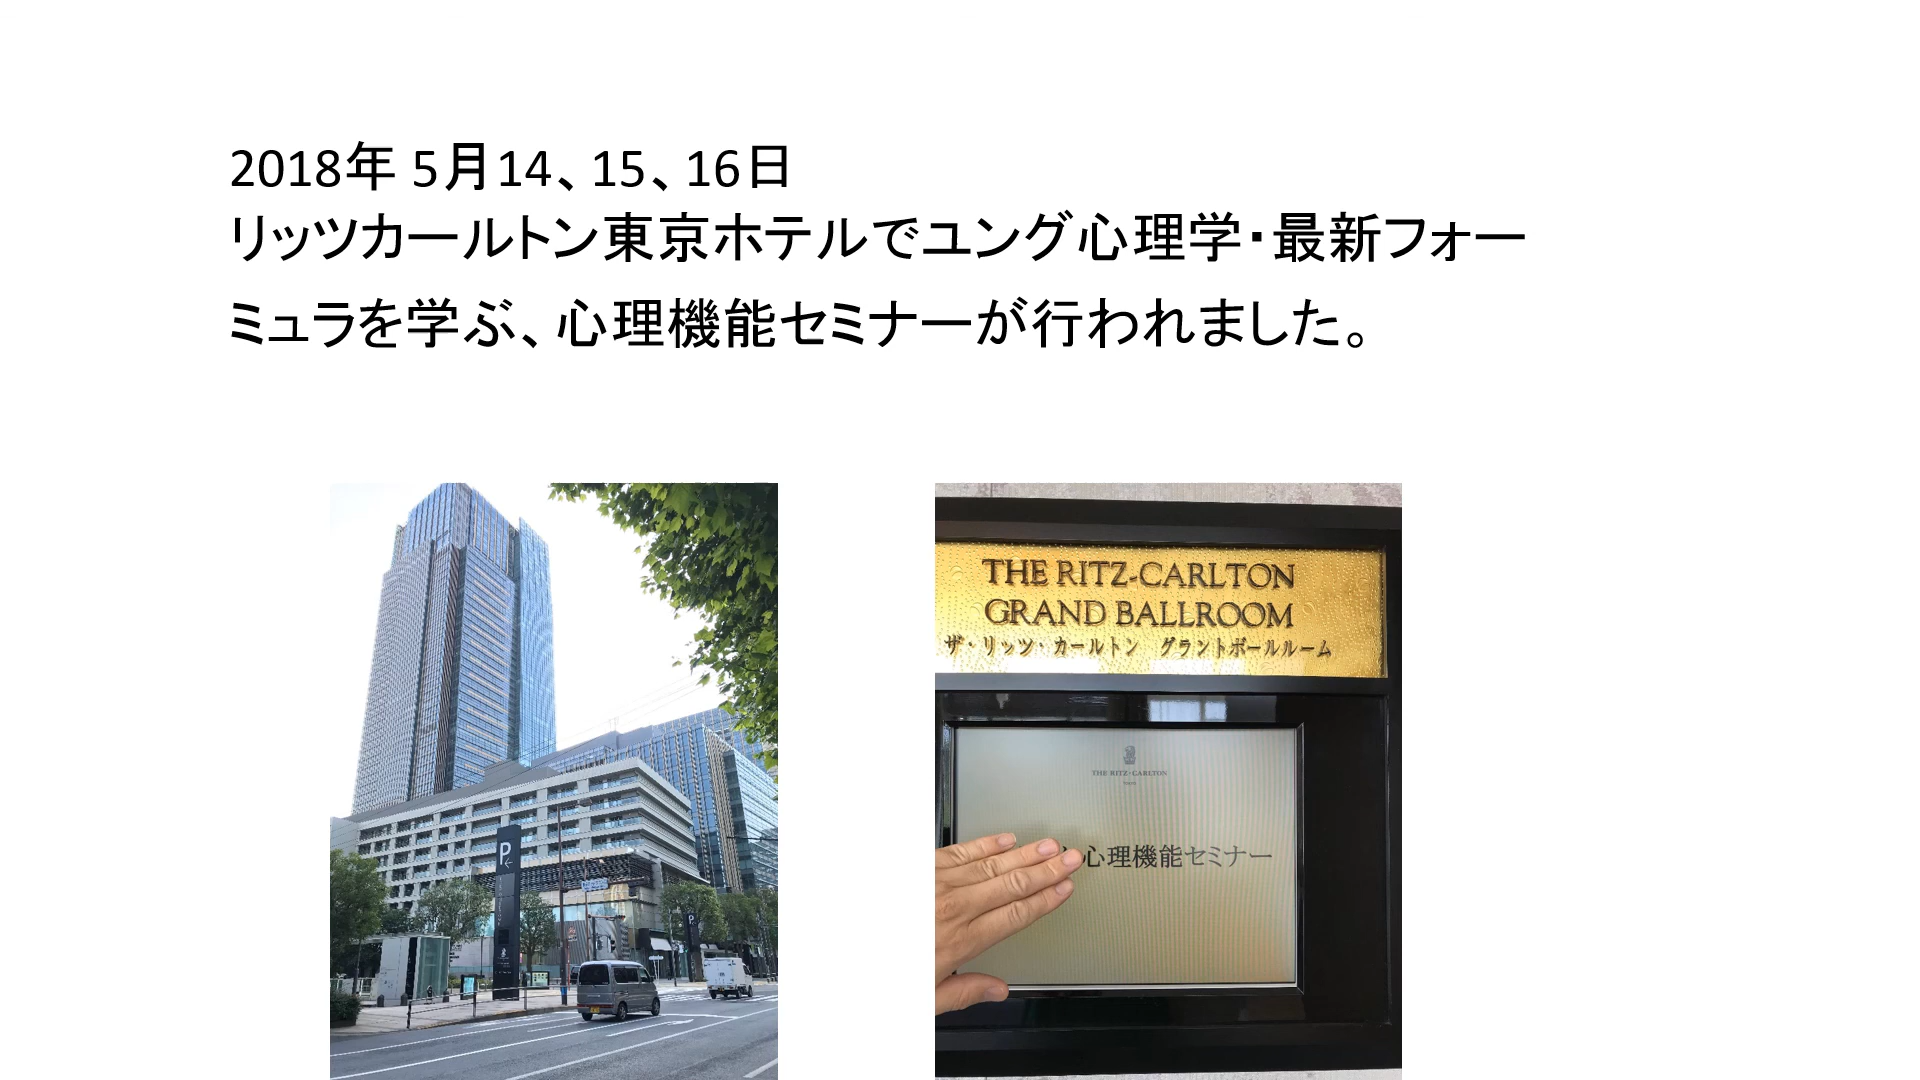 2018年 5月14、15、16日
リッツカールトン東京ホテルでユング心理学・最新フォー
ミュラを学ぶ、心理機能セミナーが行われました。
P
P
THE RITZ-CARLTON
GRAND BALLROOM
ザ・リッツ・カールトン グランドボールルーム
THE RITZ-CARLTON
心理機能セミナー